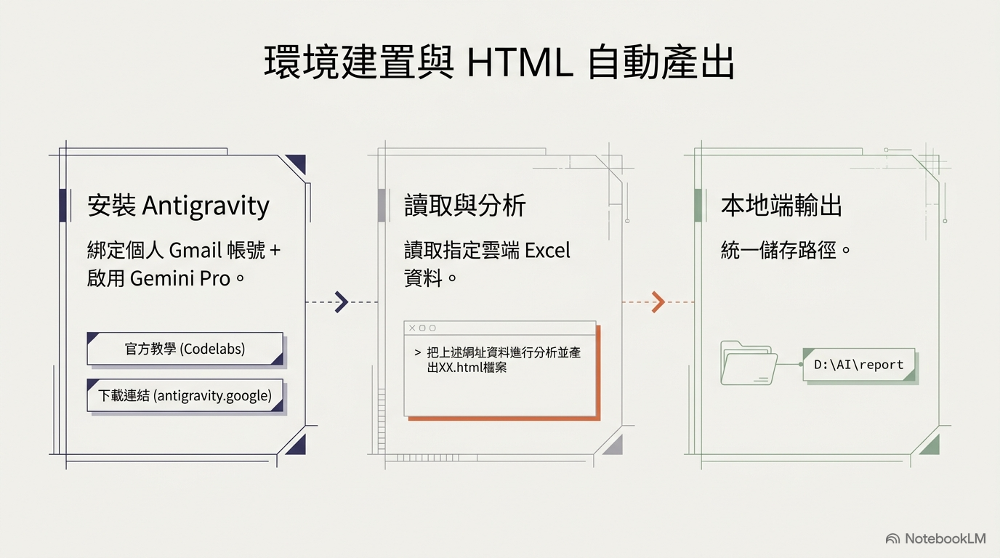 環境建置與 HTML 自動產出
安裝 Antigravity
綁定個人 Gmail 帳號 +
啟用 Gemini Pro。
官方教學 (Codelabs)
下載連結 (antigravity.google)
讀取與分析
讀取指定雲端 Excel
資料。
> 把上述網址資料進行分析並產
出XX.html檔案
本地端輸出
統一儲存路徑。
D:\AI\report
NotebookLM